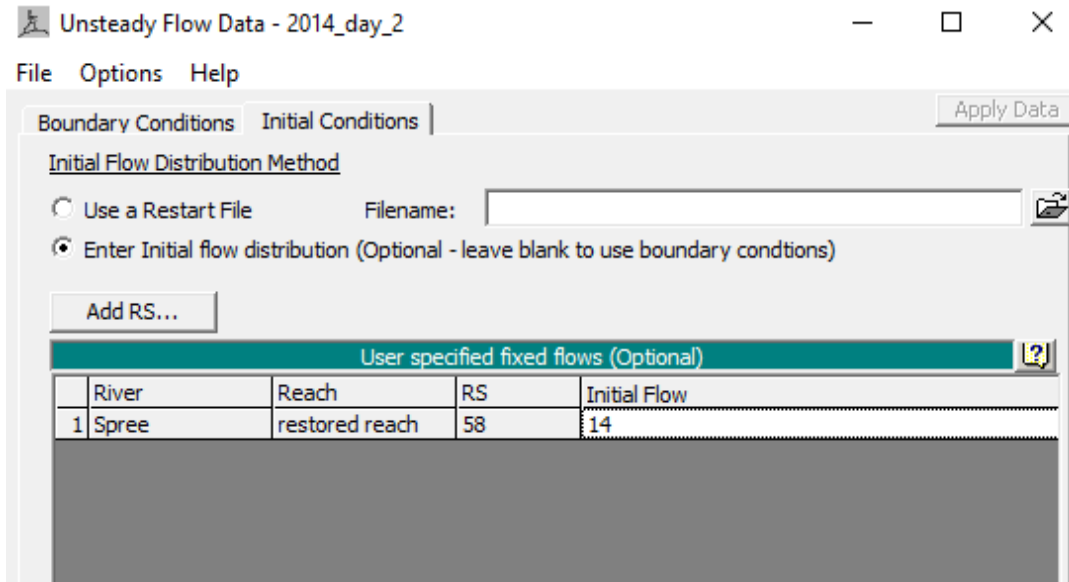 Unsteady Flow Data - 2014_day_2
File Options Help
Boundary Conditions Initial Conditions Apply Data
Initial Flow Distribution Method
Use a Restart File Filename:
Enter Initial flow distribution (Optional - leave blank to use boundary condtions)
Add RS...
User specified fixed flows (Optional)
River Reach RS Initial Flow
1 Spree restored reach 58 14